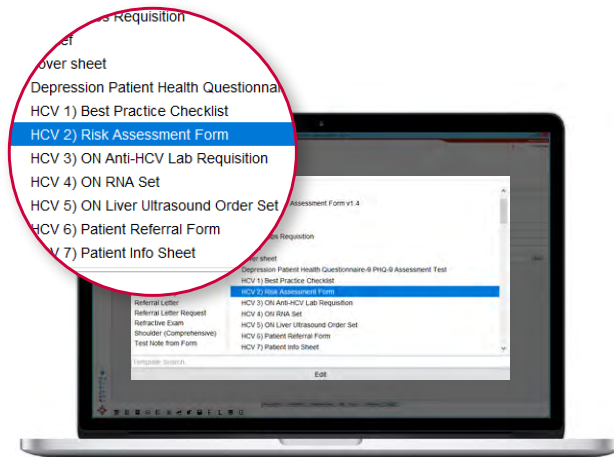 s Requisition
ef
over sheet
Depression Patient Health Questionnai
HCV 1) Best Practice Checklist
HCV 2) Risk Assessment Form
HCV 3) ON Anti-HCV Lab Requisition
HCV 4) ON RNA Set
HCV 5) ON Liver Ultrasound Order Set
HCV 6) Patient Referral Form
V 7) Patient Info Sheet
Assessment Form v1.4
bs Requisition
over sheet
Depression Patient Health Questionnaire-9 PHQ-9 Assessment Test
HCV 1) Best Practice Checklist
HCV 2) Risk Assessment Form
HCV 3) ON Anti-HCV Lab Requisition
HCV 4) ON RNA Set
HCV 5) ON Liver Ultrasound Order Set
HCV 6) Patient Referral Form
HCV 7) Patient Info Sheet
Referral Letter
Referral Letter Request
Refractive Exam
Shoulder (Comprehensive)
Test Note from Form
Template Search
Edit